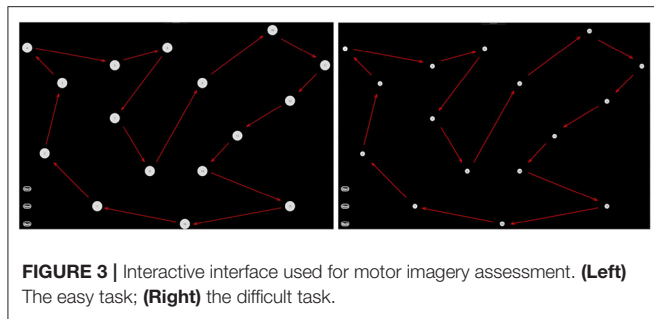 FIGURE 3 | Interactive interface used for motor imagery assessment. (Left)
The easy task; (Right) the difficult task.